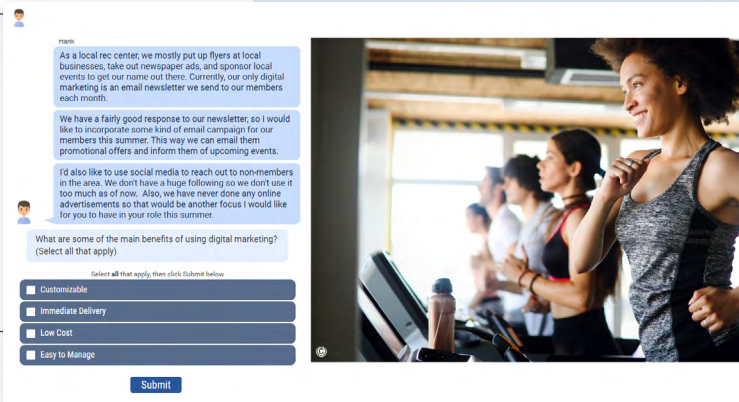 Hank
As a local rec center, we mostly put up flyers at local
businesses, take out newspaper ads, and sponsor local
events to get our name out there. Currently, our only digital
marketing is an email newsletter we send to our members
each month.
We have a fairly good response to our newsletter, so I would
like to incorporate some kind of email campaign for our
members this summer. This way we can email them
promotional offers and inform them of upcoming events.
I'd also like to use social media to reach out to non-members
in the area. We don't have a huge following so we don't use it
too much as of now. Also, we have never done any online
advertisements so that would be another focus I would like
for you to have in your role this summer.
What are some of the main benefits of using digital marketing?
(Select all that apply)
Select all that apply, then click Submit below
Customizable
Immediate Delivery
Low Cost
Easy to Manage
Submit
©